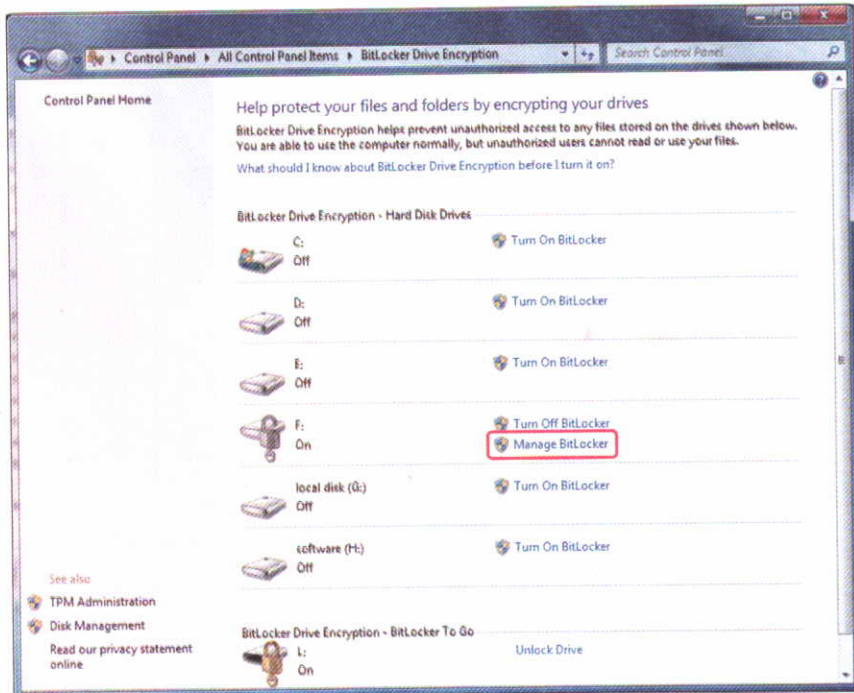 Control Panel ▸ All Control Panel Items ▸ BitLocker Drive Encryption
Search Control Panel
Control Panel Home
Help protect your files and folders by encrypting your drives
BitLocker Drive Encryption helps prevent unauthorized access to any files stored on the drives shown below.
You are able to use the computer normally, but unauthorized users cannot read or use your files.
What should I know about BitLocker Drive Encryption before I turn it on?
BitLocker Drive Encryption - Hard Disk Drives
C:
Off
Turn On BitLocker
D:
Off
Turn On BitLocker
E:
Off
Turn On BitLocker
F:
On
Turn Off BitLocker
Manage BitLocker
local disk (G:)
Off
Turn On BitLocker
software (H:)
Off
Turn On BitLocker
See also
TPM Administration
Disk Management
Read our privacy statement
online
BitLocker Drive Encryption - BitLocker To Go
L:
On
Unlock Drive